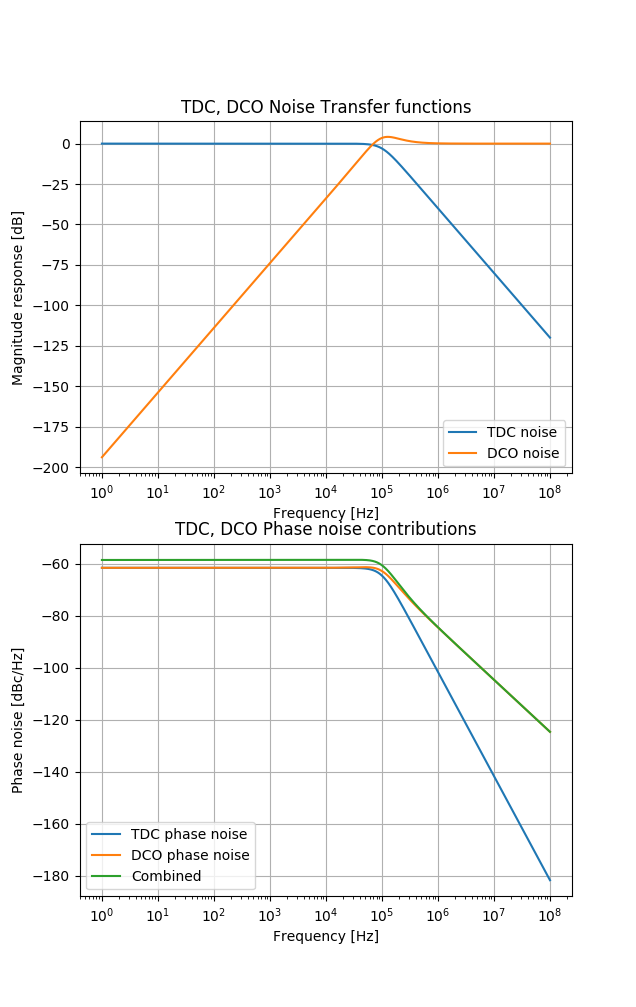 TDC, DCO Noise Transfer functions
Magnitude response [dB]
0
−25
−50
−75
−100
−125
−150
−175
−200
TDC noise
DCO noise
10^0 10^1 10^2 10^3 10^4 10^5 10^6 10^7 10^8
Frequency [Hz]
TDC, DCO Phase noise contributions
Phase noise [dBc/Hz]
−60
−80
−100
−120
−140
−160
−180
TDC phase noise
DCO phase noise
Combined
10^0 10^1 10^2 10^3 10^4 10^5 10^6 10^7 10^8
Frequency [Hz]